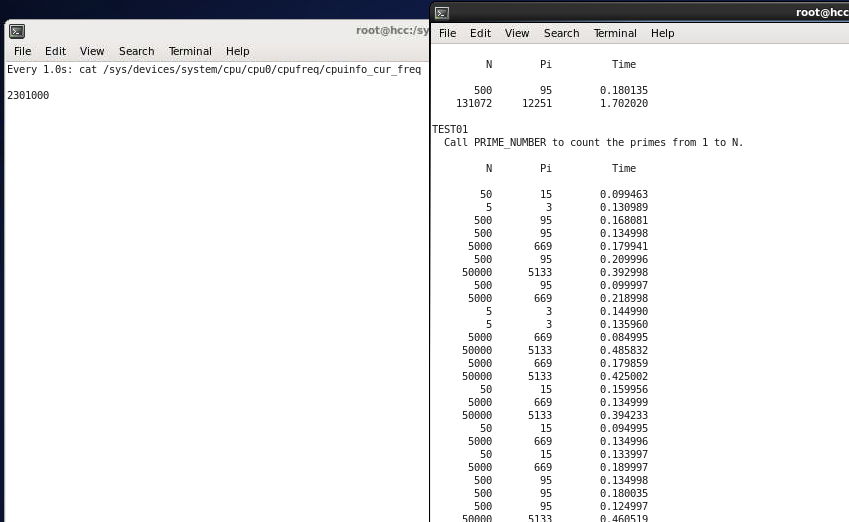 root@hcc:/sy
File Edit View Search Terminal Help
Every 1.0s: cat /sys/devices/system/cpu/cpu0/cpufreq/cpuinfo_cur_freq
2301000
root@hcc
File Edit View Search Terminal Help
N Pi Time
500 95 0.180135
131072 12251 1.702020
TEST01
Call PRIME_NUMBER to count the primes from 1 to N.
N Pi Time
50 15 0.099463
5 3 0.130989
500 95 0.168081
500 95 0.134998
5000 669 0.179941
500 95 0.209996
50000 5133 0.392998
500 95 0.099997
5000 669 0.218998
5 3 0.144990
5 3 0.135960
5000 669 0.084995
50000 5133 0.485832
5000 669 0.179859
50000 5133 0.425002
50 15 0.159956
5000 669 0.134999
50000 5133 0.394233
50 15 0.094995
5000 669 0.134996
50 15 0.133997
5000 669 0.189997
500 95 0.134998
500 95 0.180035
500 95 0.124997
50000 5133 0.460519